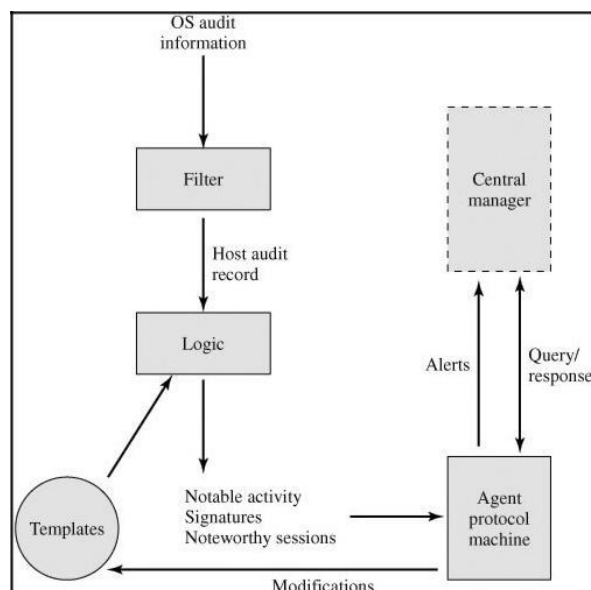 OS audit
information
Filter
Central
manager
Host audit
record
Logic
Alerts
Query/
response
Notable activity
Signatures
Noteworthy sessions
Templates
Agent
protocol
machine
Modifications